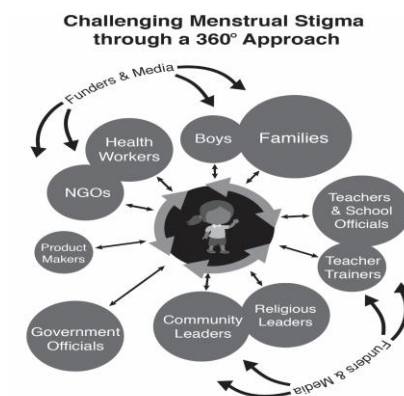 Challenging Menstrual Stigma
through a 360° Approach
Funders & Media
Health
Workers
Boys
Families
NGOs
Teachers
& School
Officials
Product
Makers
Teacher
Trainers
Government
Officials
Community
Leaders
Religious
Leaders
Funders & Media